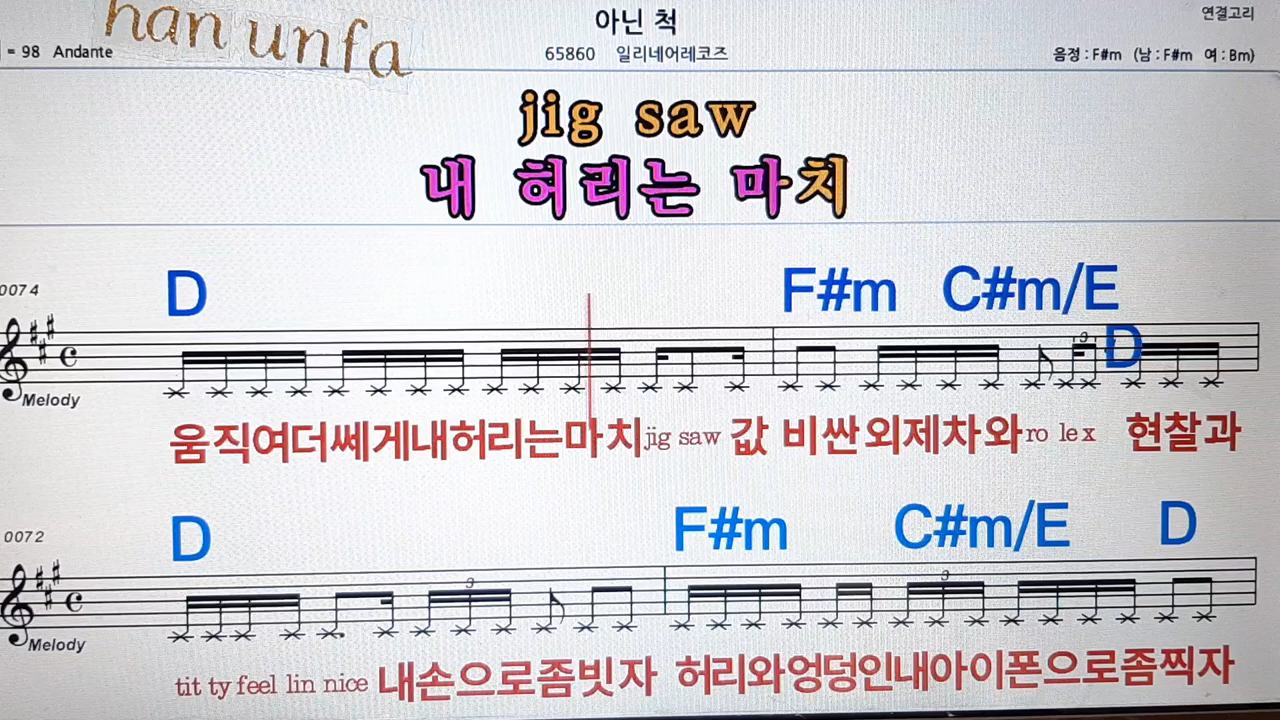 han unfa
아닌 척
연결고리
= 98 Andante
65860 일리네어레코즈
음정 : F#m (남 : F#m 여 : Bm)
jig saw
내 허리는 마치
0074
D F#m C#m/E D
3
Melody
움직여더쎄게내허리는마치jig saw 값 비싼외제차와ro lex 현찰과
0072
D F#m C#m/E D
3 3
Melody
tit ty feel lin nice 내손으로좀빗자 허리와엉덩인내아이폰으로좀찍자